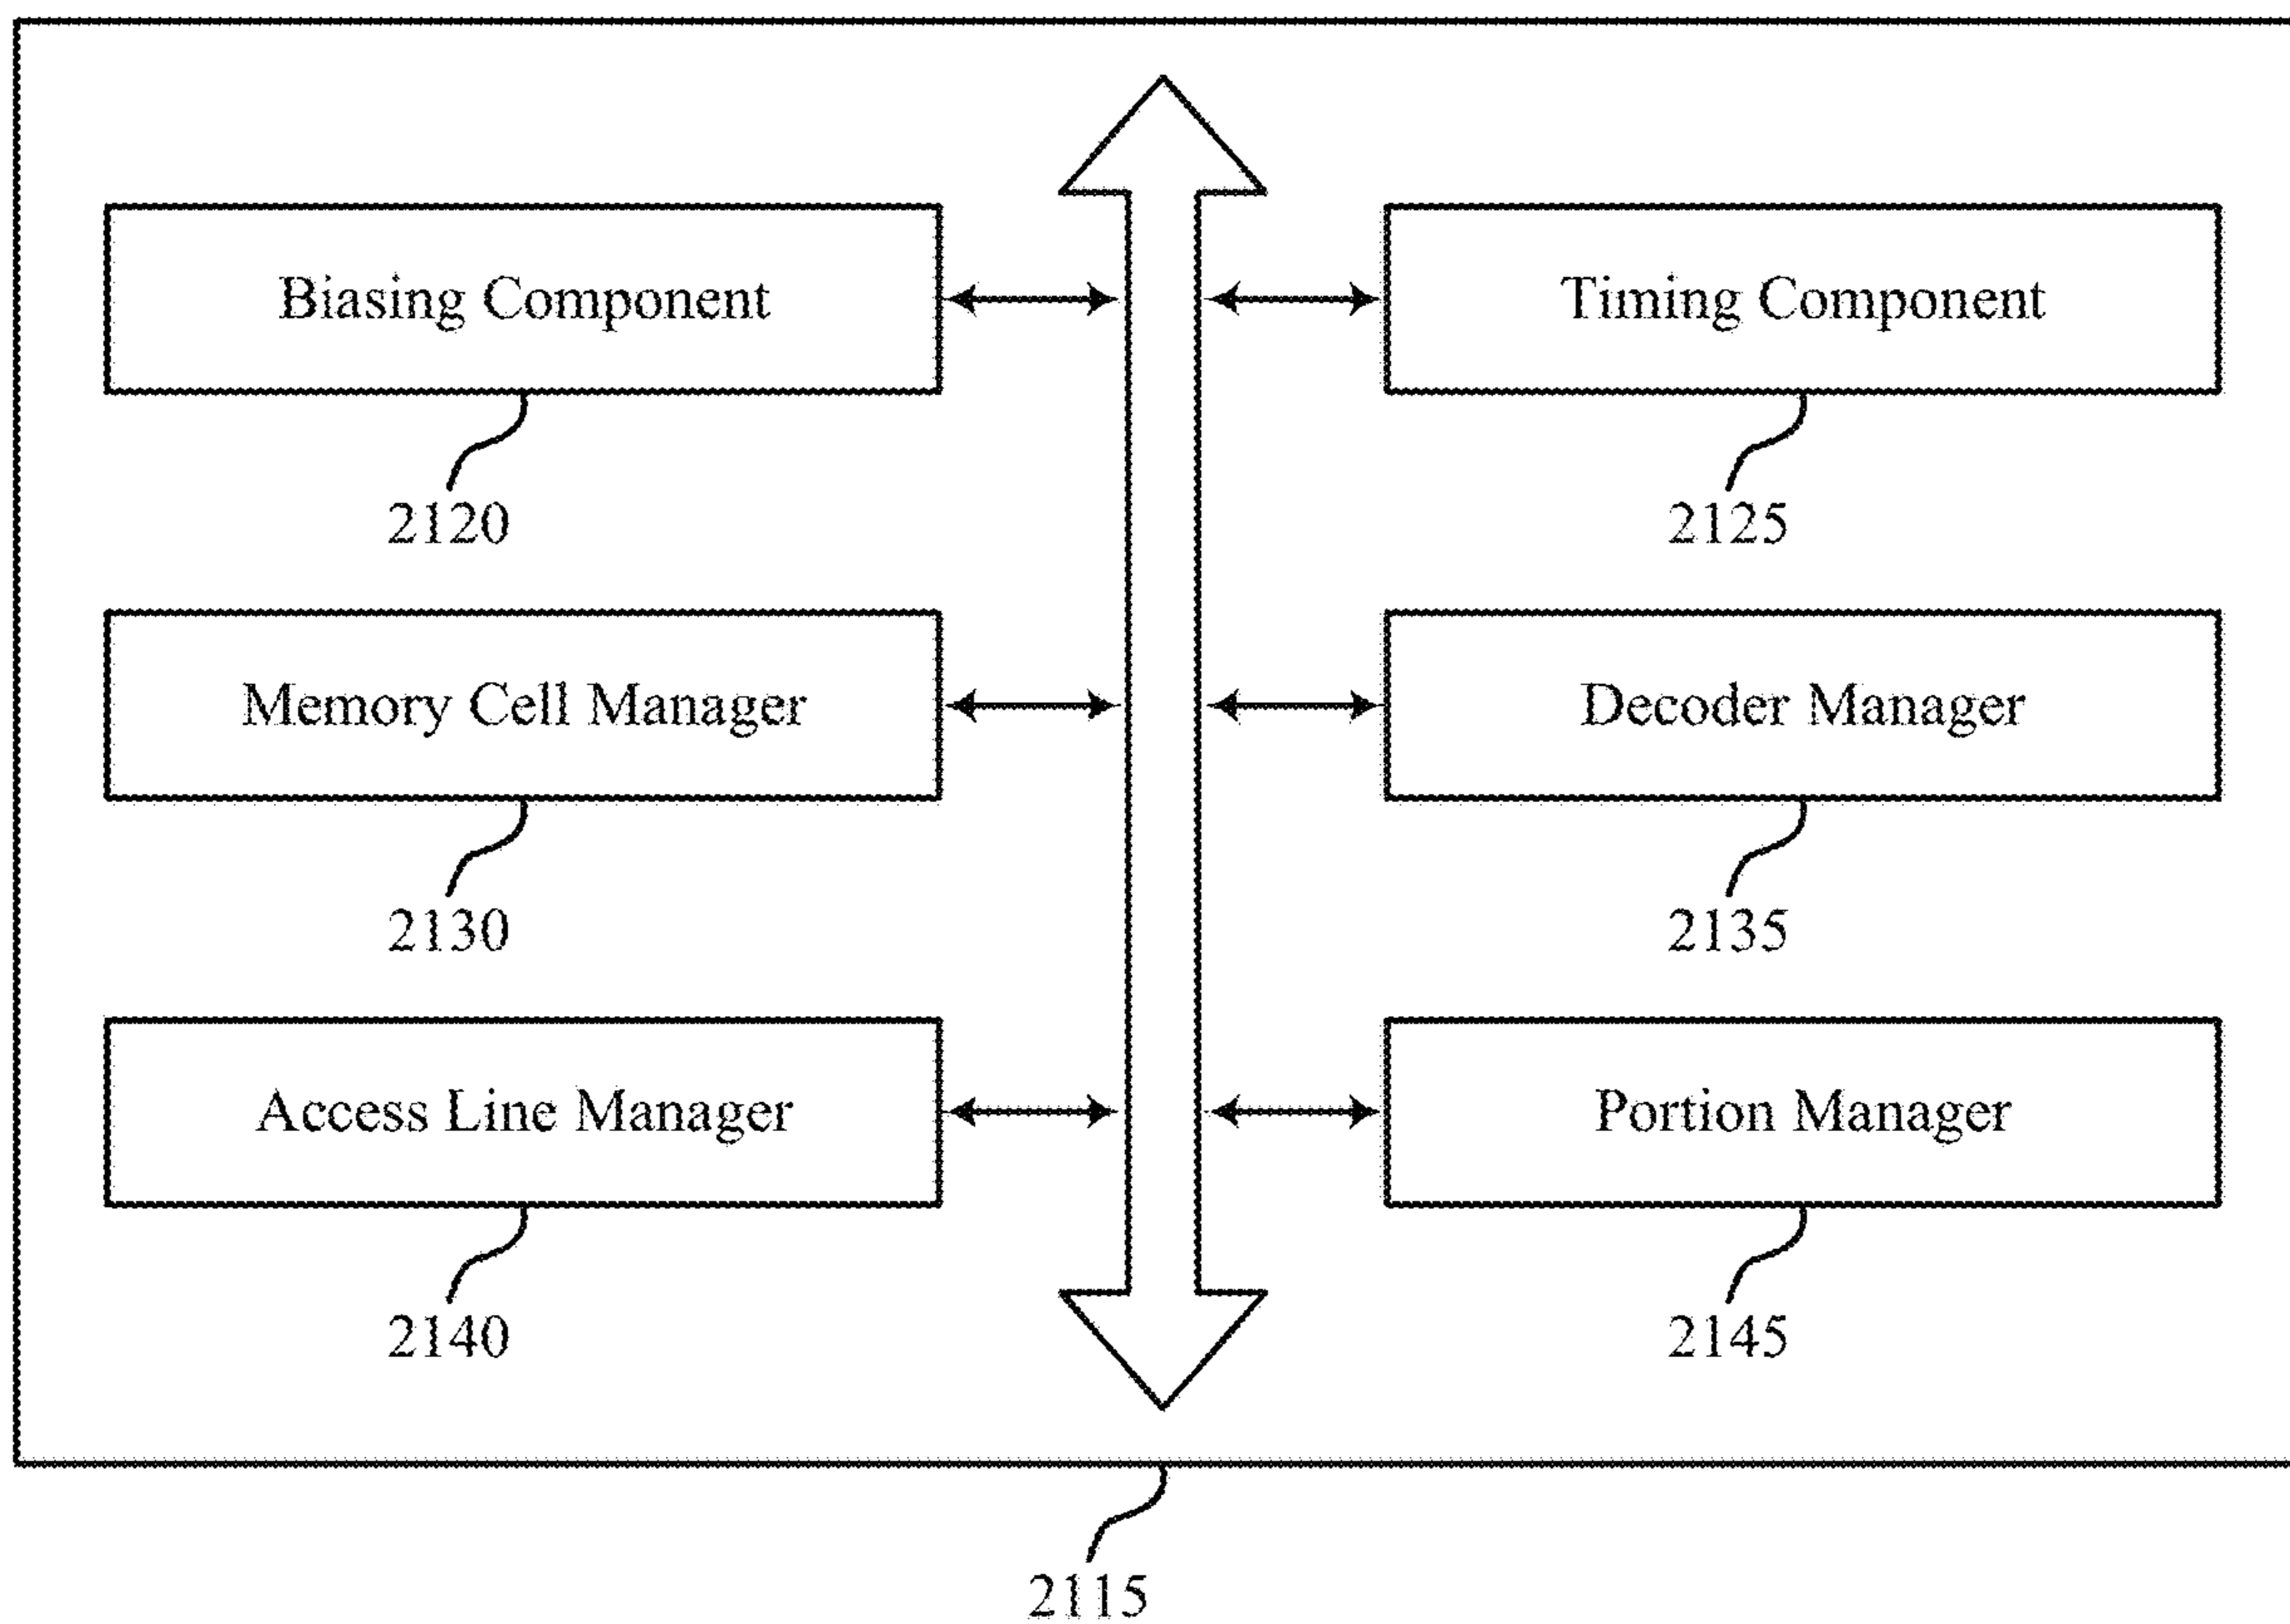 Biasing Component
Timing Component
2120
2125
Memory Cell Manager
Decoder Manager
2130
2135
Access Line Manager
Portion Manager
2140
2145
2115